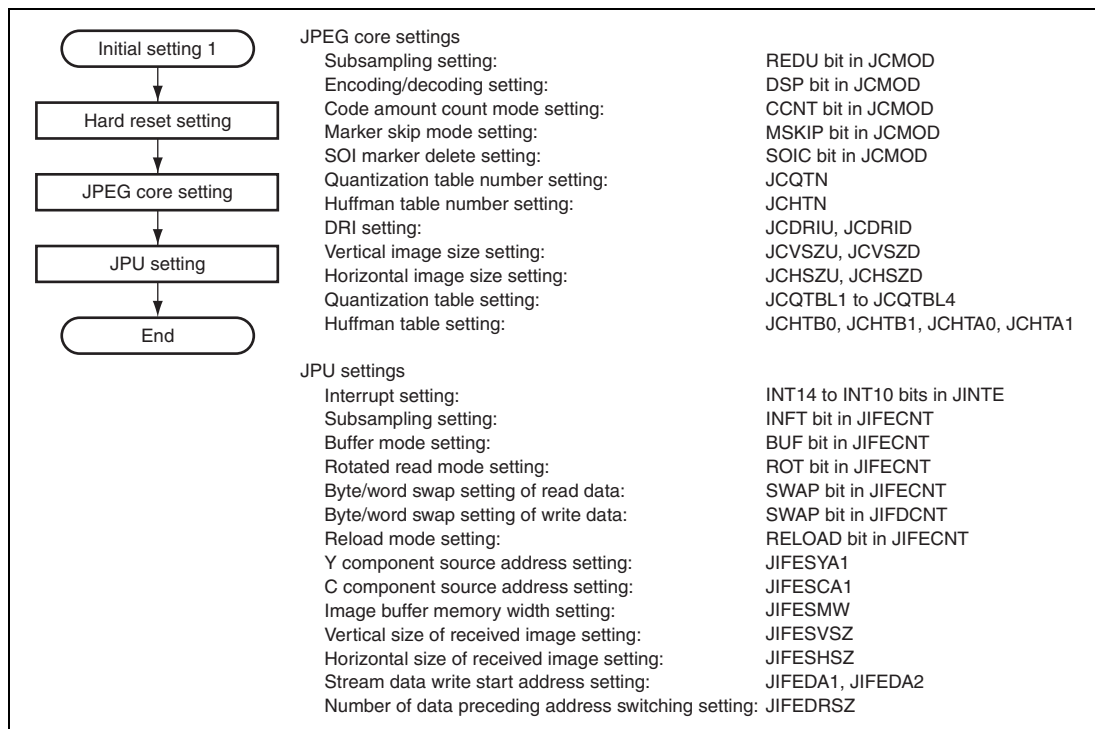 Initial setting 1
Hard reset setting
JPEG core setting
JPU setting
End
JPEG core settings
Subsampling setting: REDU bit in JCMOD
Encoding/decoding setting: DSP bit in JCMOD
Code amount count mode setting: CCNT bit in JCMOD
Marker skip mode setting: MSKIP bit in JCMOD
SOI marker delete setting: SOIC bit in JCMOD
Quantization table number setting: JCQTN
Huffman table number setting: JCHTN
DRI setting: JCDRIU, JCDRID
Vertical image size setting: JCVSZU, JCVSZD
Horizontal image size setting: JCHSZU, JCHSZD
Quantization table setting: JCQTBL1 to JCQTBL4
Huffman table setting: JCHTB0, JCHTB1, JCHTA0, JCHTA1
JPU settings
Interrupt setting: INT14 to INT10 bits in JINTE
Subsampling setting: INFT bit in JIFECNT
Buffer mode setting: BUF bit in JIFECNT
Rotated read mode setting: ROT bit in JIFECNT
Byte/word swap setting of read data: SWAP bit in JIFECNT
Byte/word swap setting of write data: SWAP bit in JIFDCNT
Reload mode setting: RELOAD bit in JIFECNT
Y component source address setting: JIFESYA1
C component source address setting: JIFESCA1
Image buffer memory width setting: JIFESMW
Vertical size of received image setting: JIFESVSZ
Horizontal size of received image setting: JIFESHSZ
Stream data write start address setting: JIFEDA1, JIFEDA2
Number of data preceding address switching setting: JIFEDRSZ